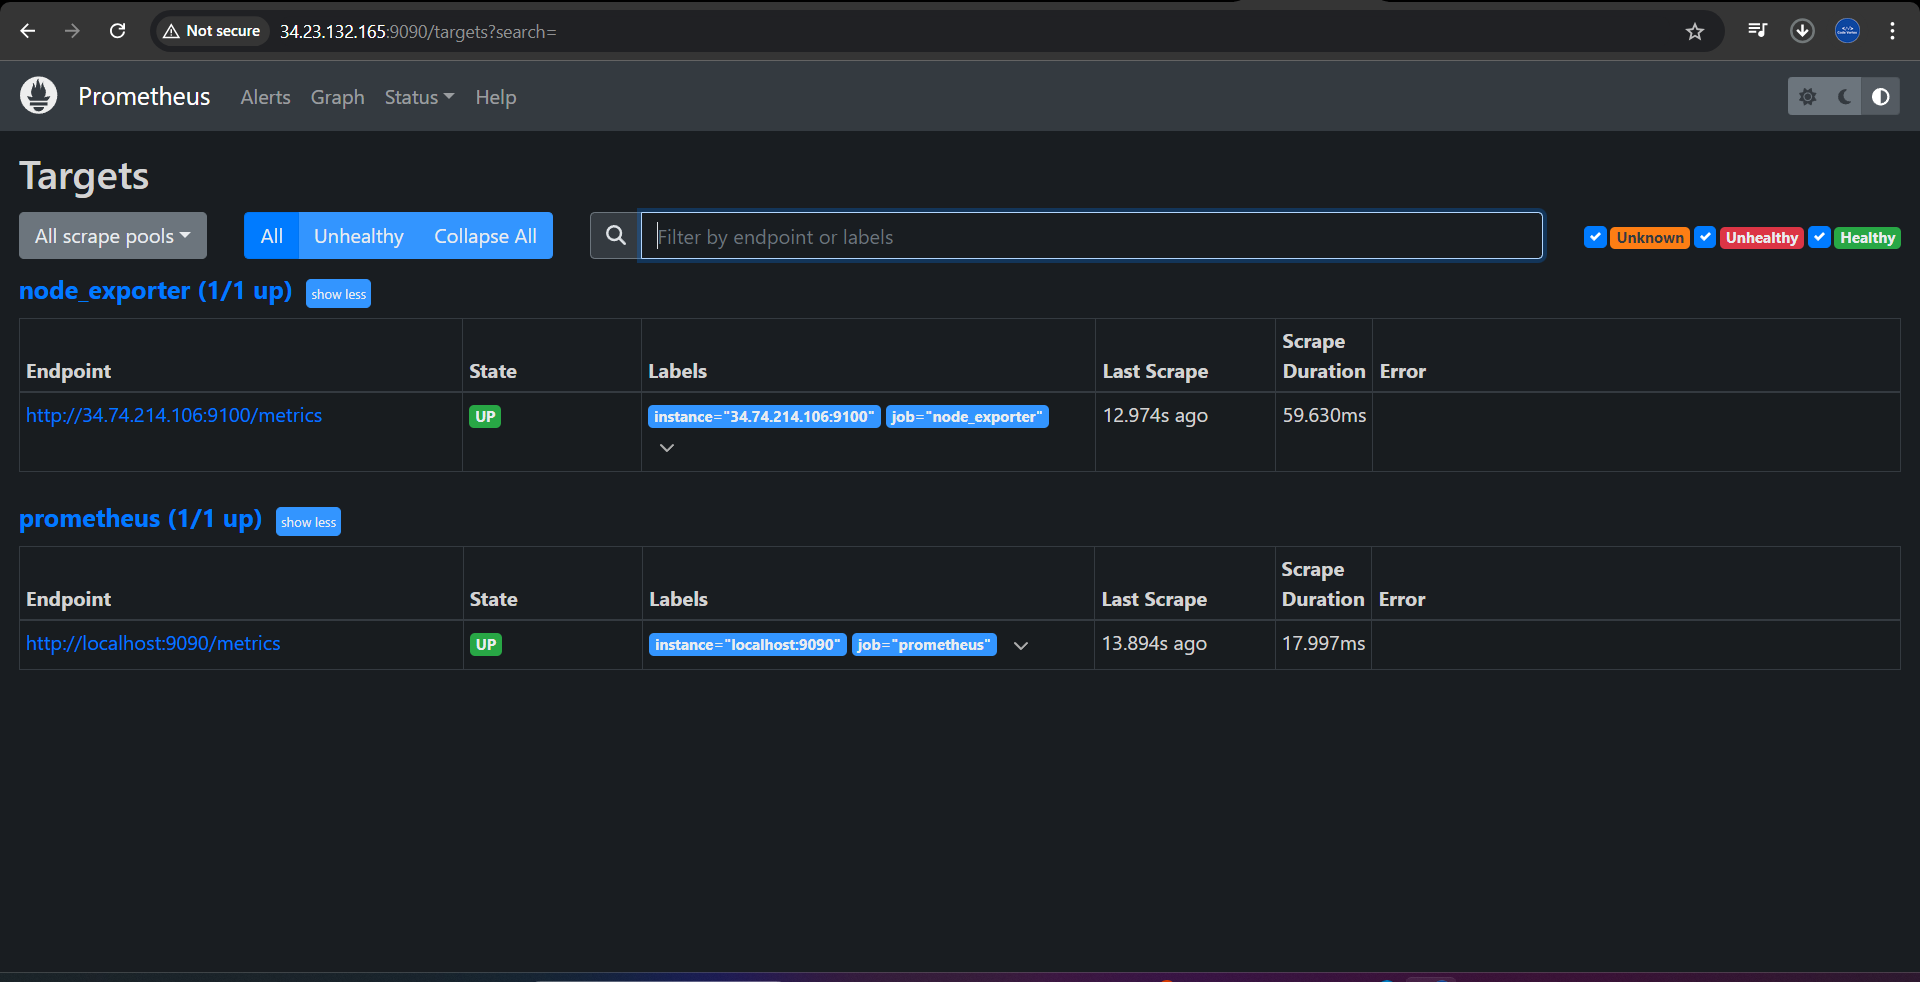 Not secure 34.23.132.165:9090/targets?search=
Prometheus Alerts Graph Status Help
Targets
All scrape pools All Unhealthy Collapse All Filter by endpoint or labels Unknown Unhealthy Healthy
node_exporter (1/1 up) show less
Endpoint State Labels Last Scrape Scrape Duration Error
http://34.74.214.106:9100/metrics UP instance="34.74.214.106:9100" job="node_exporter" 12.974s ago 59.630ms
prometheus (1/1 up) show less
Endpoint State Labels Last Scrape Scrape Duration Error
http://localhost:9090/metrics UP instance="localhost:9090" job="prometheus" 13.894s ago 17.997ms